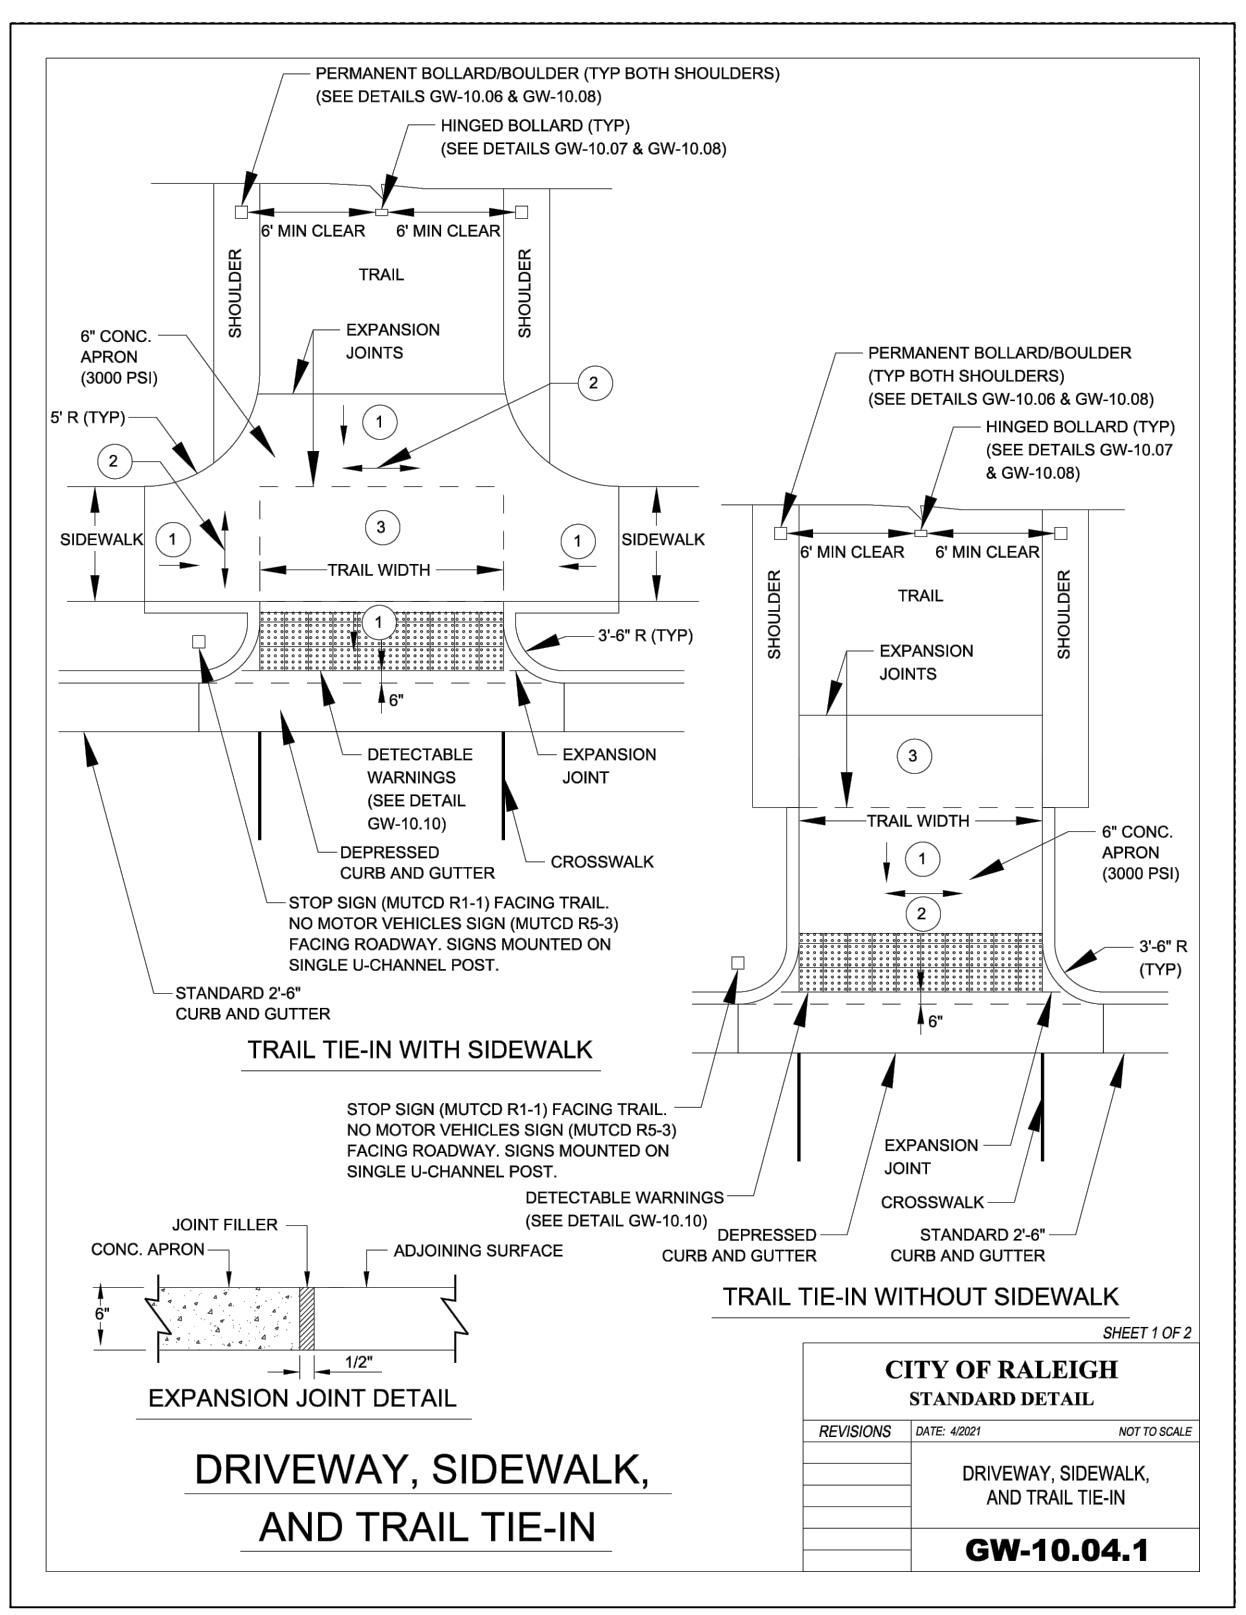 PERMANENT BOLLARD/BOULDER (TYP BOTH SHOULDERS)
(SEE DETAILS GW-10.06 & GW-10.08)
HINGED BOLLARD (TYP)
(SEE DETAILS GW-10.07 & GW-10.08)
6' MIN CLEAR
6' MIN CLEAR
SHOULDER
TRAIL
SHOULDER
EXPANSION
JOINTS
6" CONC.
APRON
(3000 PSI)
5' R (TYP)
2
1
2
SIDEWALK
1
3
1
SIDEWALK
TRAIL WIDTH
1
3'-6" R (TYP)
6"
DETECTABLE
WARNINGS
(SEE DETAIL
GW-10.10)
EXPANSION
JOINT
DEPRESSED
CURB AND GUTTER
CROSSWALK
STOP SIGN (MUTCD R1-1) FACING TRAIL.
NO MOTOR VEHICLES SIGN (MUTCD R5-3)
FACING ROADWAY. SIGNS MOUNTED ON
SINGLE U-CHANNEL POST.
STANDARD 2'-6"
CURB AND GUTTER
TRAIL TIE-IN WITH SIDEWALK
PERMANENT BOLLARD/BOULDER
(TYP BOTH SHOULDERS)
(SEE DETAILS GW-10.06 & GW-10.08)
HINGED BOLLARD (TYP)
(SEE DETAILS GW-10.07
& GW-10.08)
6' MIN CLEAR
6' MIN CLEAR
SHOULDER
TRAIL
SHOULDER
EXPANSION
JOINTS
3
TRAIL WIDTH
6" CONC.
APRON
(3000 PSI)
1
2
3'-6" R
(TYP)
6"
STOP SIGN (MUTCD R1-1) FACING TRAIL.
NO MOTOR VEHICLES SIGN (MUTCD R5-3)
FACING ROADWAY. SIGNS MOUNTED ON
SINGLE U-CHANNEL POST.
EXPANSION
JOINT
DETECTABLE WARNINGS
(SEE DETAIL GW-10.10)
CROSSWALK
DEPRESSED
CURB AND GUTTER
STANDARD 2'-6"
CURB AND GUTTER
TRAIL TIE-IN WITHOUT SIDEWALK
JOINT FILLER
CONC. APRON
ADJOINING SURFACE
6"
1/2"
EXPANSION JOINT DETAIL
DRIVEWAY, SIDEWALK,
AND TRAIL TIE-IN
SHEET 1 OF 2
CITY OF RALEIGH
STANDARD DETAIL
REVISIONS
DATE: 4/2021
NOT TO SCALE
DRIVEWAY, SIDEWALK,
AND TRAIL TIE-IN
GW-10.04.1